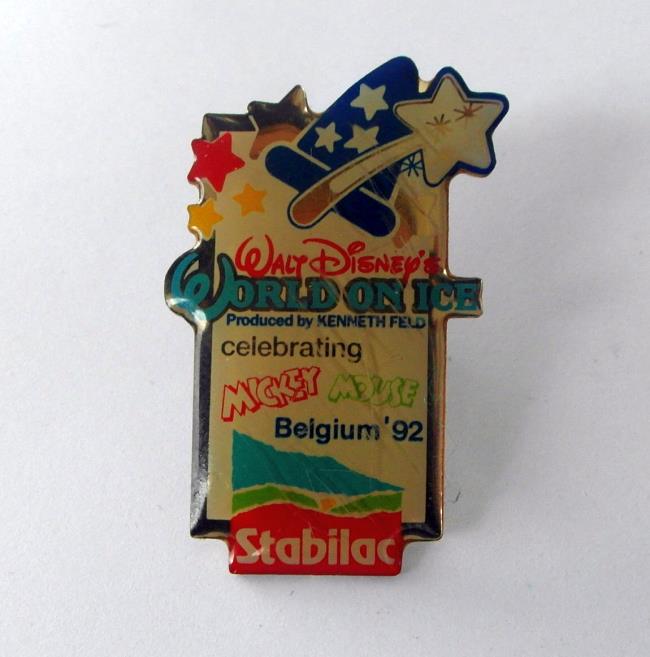 Walt Disney's
World on Ice
Produced by KENNETH FELD
celebrating
MICKEY MOUSE
Belgium '92
Stabilac